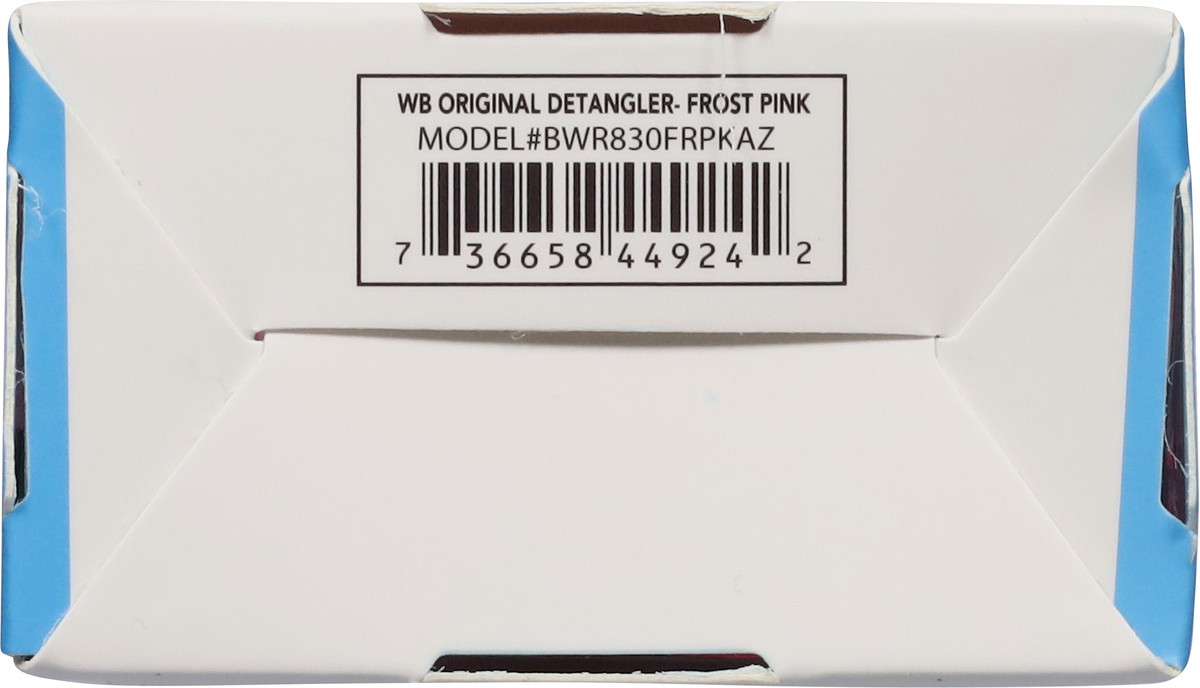 WB ORIGINAL DETANGLER- FROST PINK
MODEL#BWR830FRPKAZ
7 36658 44924 2